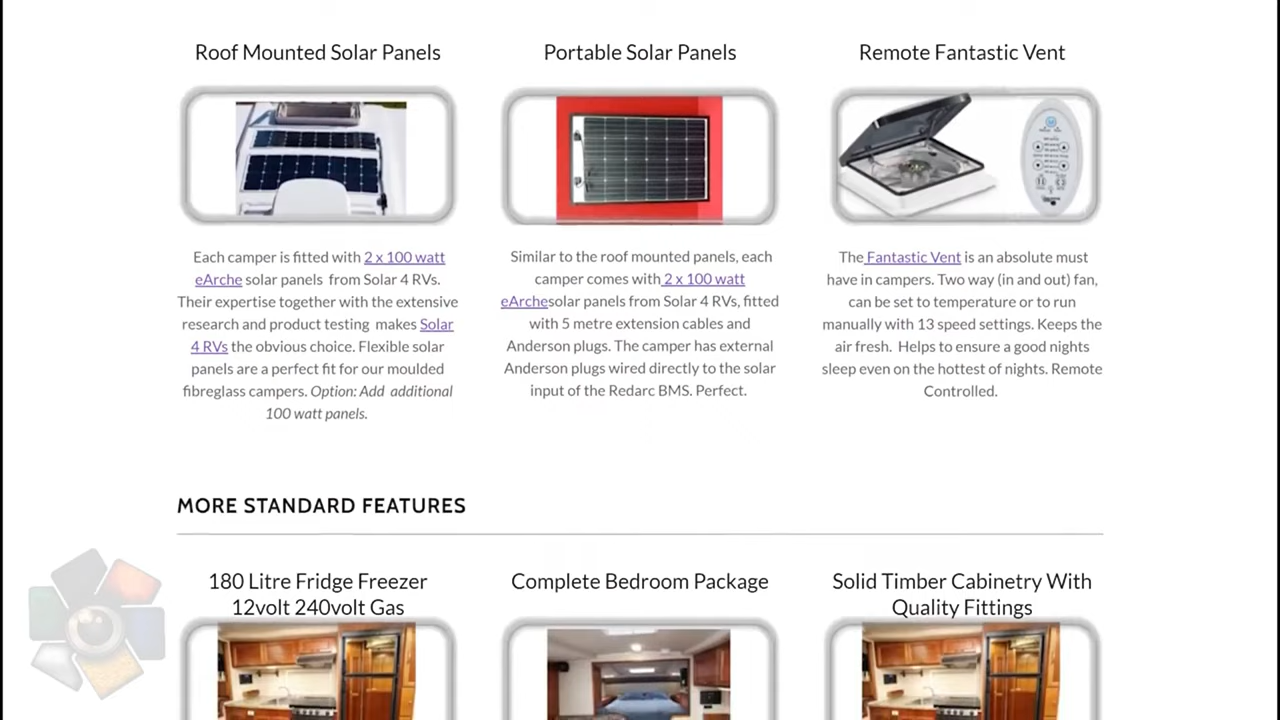 Roof Mounted Solar Panels
Each camper is fitted with 2 x 100 watt
eArche solar panels from Solar 4 RVs.
Their expertise together with the extensive
research and product testing makes Solar
4 RVs the obvious choice. Flexible solar
panels are a perfect fit for our moulded
fibreglass campers. Option: Add additional
100 watt panels.
Portable Solar Panels
Similar to the roof mounted panels, each
camper comes with 2 x 100 watt
eArchesolar panels from Solar 4 RVs, fitted
with 5 metre extension cables and
Anderson plugs. The camper has external
Anderson plugs wired directly to the solar
input of the Redarc BMS. Perfect.
Remote Fantastic Vent
The Fantastic Vent is an absolute must
have in campers. Two way (in and out) fan,
can be set to temperature or to run
manually with 13 speed settings. Keeps the
air fresh. Helps to ensure a good nights
sleep even on the hottest of nights. Remote
Controlled.
MORE STANDARD FEATURES
180 Litre Fridge Freezer
12volt 240volt Gas
Complete Bedroom Package
Solid Timber Cabinetry With
Quality Fittings